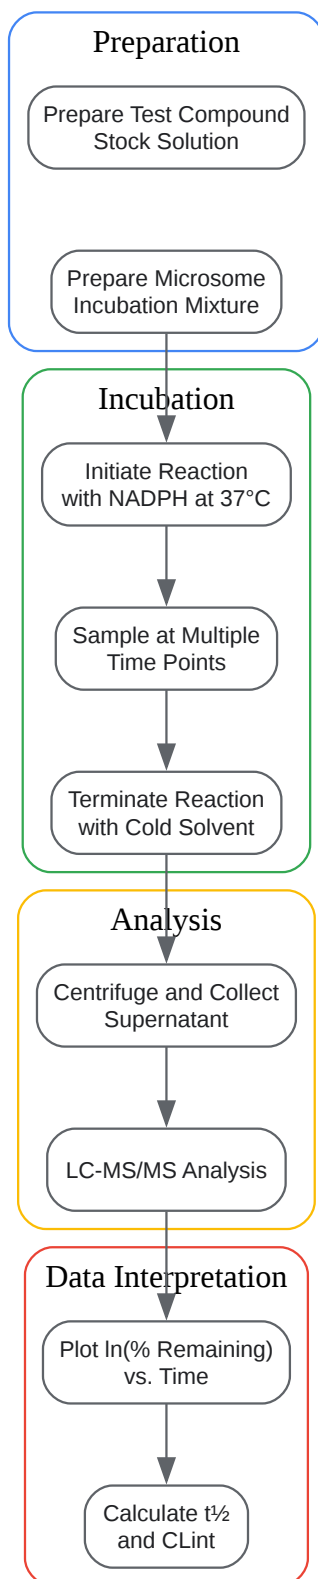 Preparation
Prepare Test Compound
Stock Solution
Prepare Microsome
Incubation Mixture
Incubation
Initiate Reaction
with NADPH at 37°C
Sample at Multiple
Time Points
Terminate Reaction
with Cold Solvent
Analysis
Centrifuge and Collect
Supernatant
LC-MS/MS Analysis
Data Interpretation
Plot ln(% Remaining)
vs. Time
Calculate t½
and CLint